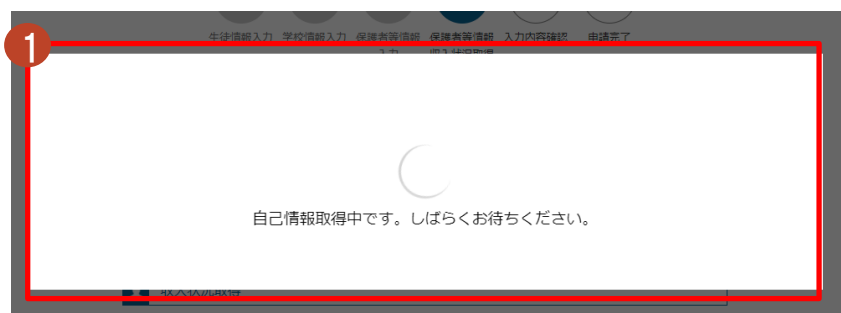 生徒情報入力 学校情報入力 保護者等情報 保護者等情報 入力内容確認 申請完了
入力 収入状況取得
1
自己情報取得中です。しばらくお待ちください。
収入状況取得